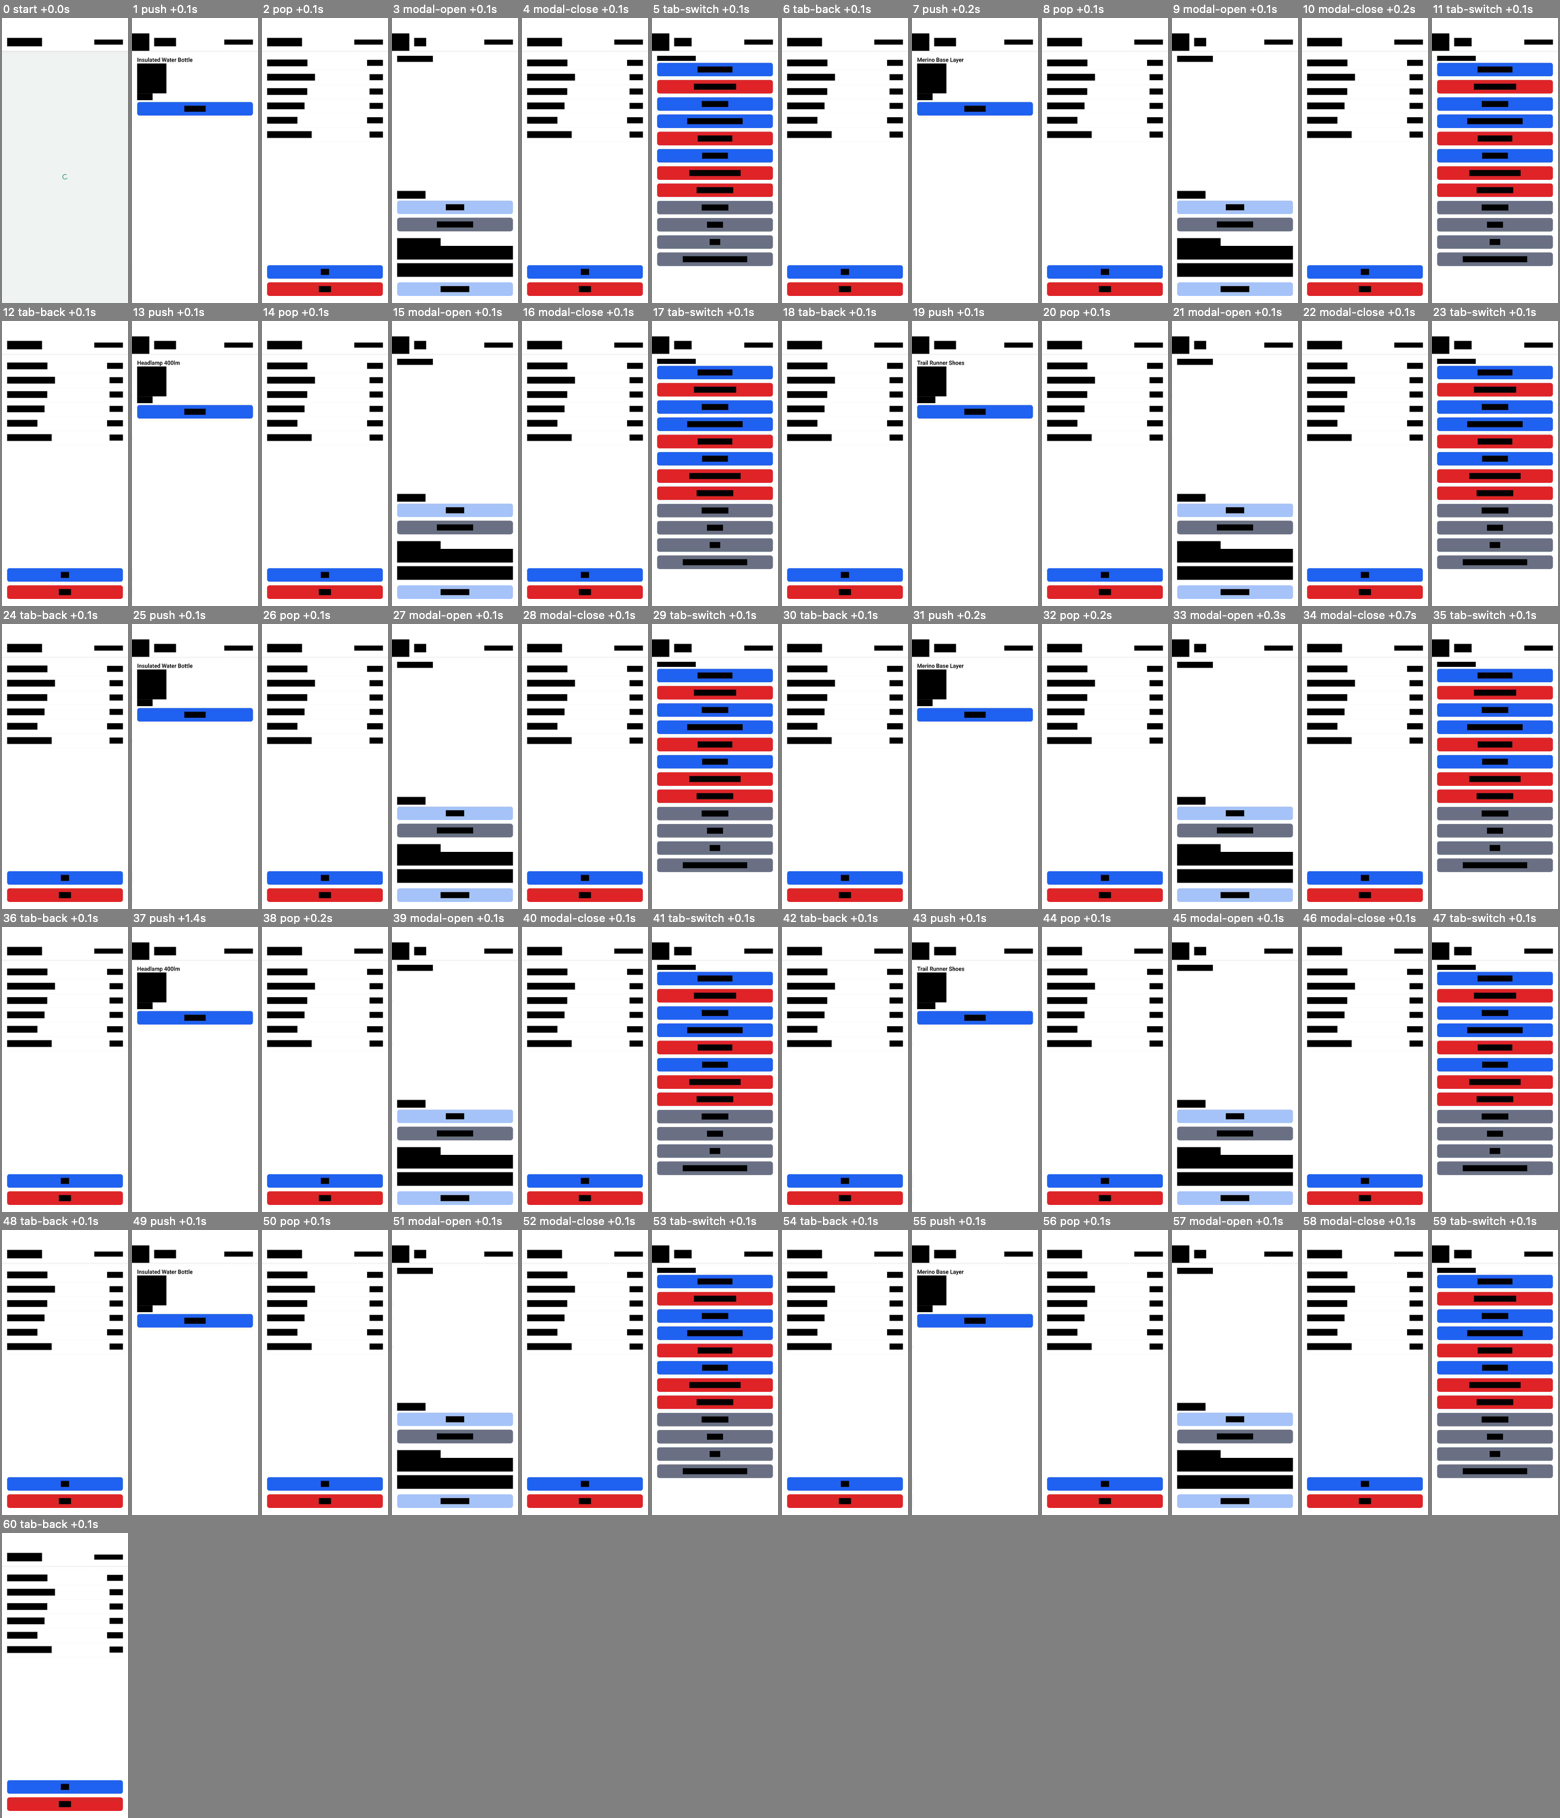 0 start +0.0s
1 push +0.1s
2 pop +0.1s
3 modal-open +0.1s
4 modal-close +0.1s
5 tab-switch +0.1s
6 tab-back +0.1s
7 push +0.2s
8 pop +0.1s
9 modal-open +0.1s
10 modal-close +0.2s
11 tab-switch +0.1s
Insulated Water Bottle
Merino Base Layer
12 tab-back +0.1s
13 push +0.1s
14 pop +0.1s
15 modal-open +0.1s
16 modal-close +0.1s
17 tab-switch +0.1s
18 tab-back +0.1s
19 push +0.1s
20 pop +0.1s
21 modal-open +0.1s
22 modal-close +0.1s
23 tab-switch +0.1s
Headlamp 400lm
Trail Runner Shoes
24 tab-back +0.1s
25 push +0.1s
26 pop +0.1s
27 modal-open +0.1s
28 modal-close +0.1s
29 tab-switch +0.1s
30 tab-back +0.1s
31 push +0.2s
32 pop +0.2s
33 modal-open +0.3s
34 modal-close +0.7s
35 tab-switch +0.1s
Insulated Water Bottle
Merino Base Layer
36 tab-back +0.1s
37 push +1.4s
38 pop +0.2s
39 modal-open +0.1s
40 modal-close +0.1s
41 tab-switch +0.1s
42 tab-back +0.1s
43 push +0.1s
44 pop +0.1s
45 modal-open +0.1s
46 modal-close +0.1s
47 tab-switch +0.1s
Headlamp 400lm
Trail Runner Shoes
48 tab-back +0.1s
49 push +0.1s
50 pop +0.1s
51 modal-open +0.1s
52 modal-close +0.1s
53 tab-switch +0.1s
54 tab-back +0.1s
55 push +0.1s
56 pop +0.1s
57 modal-open +0.1s
58 modal-close +0.1s
59 tab-switch +0.1s
Insulated Water Bottle
Merino Base Layer
60 tab-back +0.1s